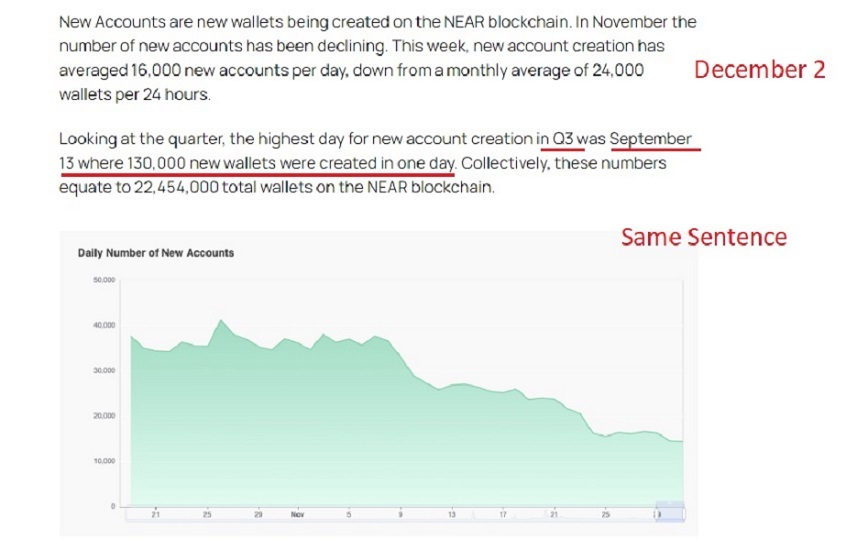 New Accounts are new wallets being created on the NEAR blockchain. In November the
number of new accounts has been declining. This week, new account creation has
averaged 16,000 new accounts per day, down from a monthly average of 24,000
wallets per 24 hours.
December 2
Looking at the quarter, the highest day for new account creation in Q3 was September
13 where 130,000 new wallets were created in one day. Collectively, these numbers
equate to 22,454,000 total wallets on the NEAR blockchain.
Same Sentence
Daily Number of New Accounts
50,000
40,000
30,000
20,000
10,000
0
21 25 29 Nov 5 9 13 17 21 25